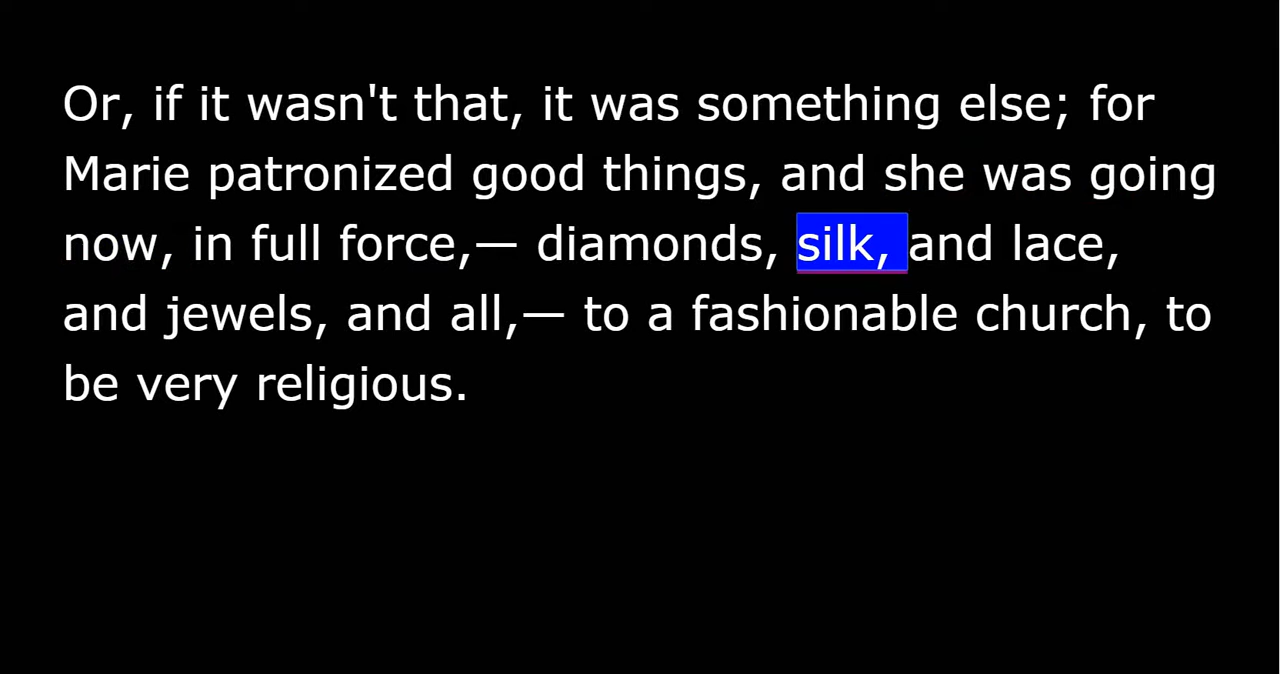 Or, if it wasn't that, it was something else; for
Marie patronized good things, and she was going
now, in full force,— diamonds, silk, and lace,
and jewels, and all,— to a fashionable church, to
be very religious.